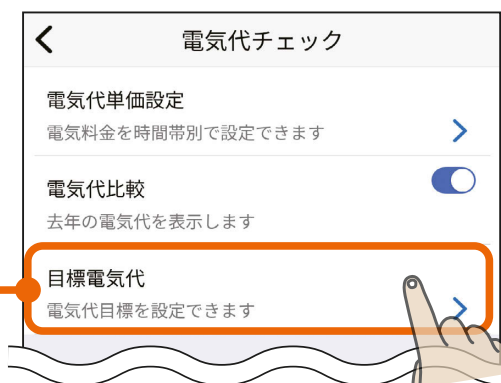 電気代チェック
電気代単価設定
電気料金を時間帯別で設定できます
電気代比較
去年の電気代を表示します
目標電気代
電気代目標を設定できます